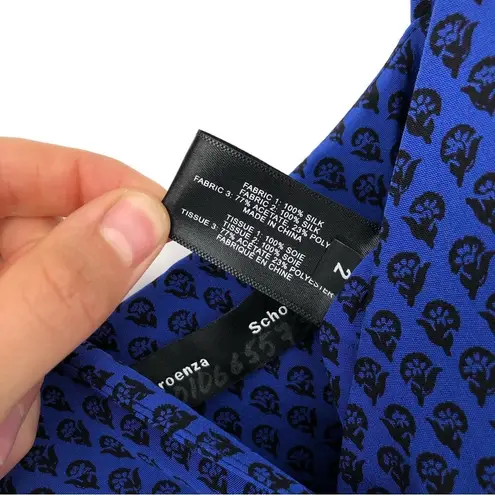 FABRIC 1: 100% SILK
FABRIC 2: 100% SILK
FABRIC 3: 77% ACETATE, 23% POLY
MADE IN CHINA
TISSUE 1: 100% SOIE
TISSUE 2: 100% SOIE
TISSUE 3: 77% ACETATE 23% POLYESTER
FABRIQUE EN CHINE
2
Scho
roenza